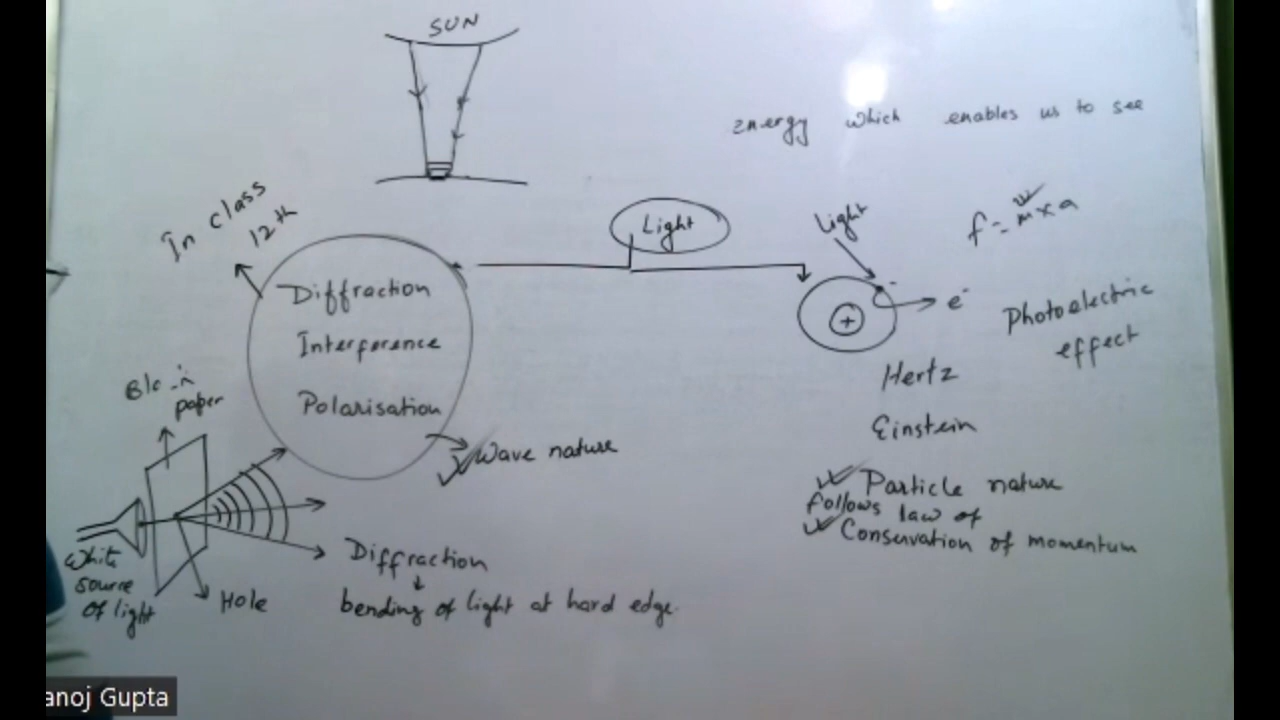 SUN
Energy which enables us to see
In class
12th
Light
Light
f = m x a
Diffraction
Interference
Polarisation
Wave nature
+
-
e-
Photoelectric
effect
Hertz
Einstein
Particle nature
follows law of
Conservation of momentum
paper
White
source
of light
Hole
Diffraction
bending of light at hard edge.
anoj Gupta